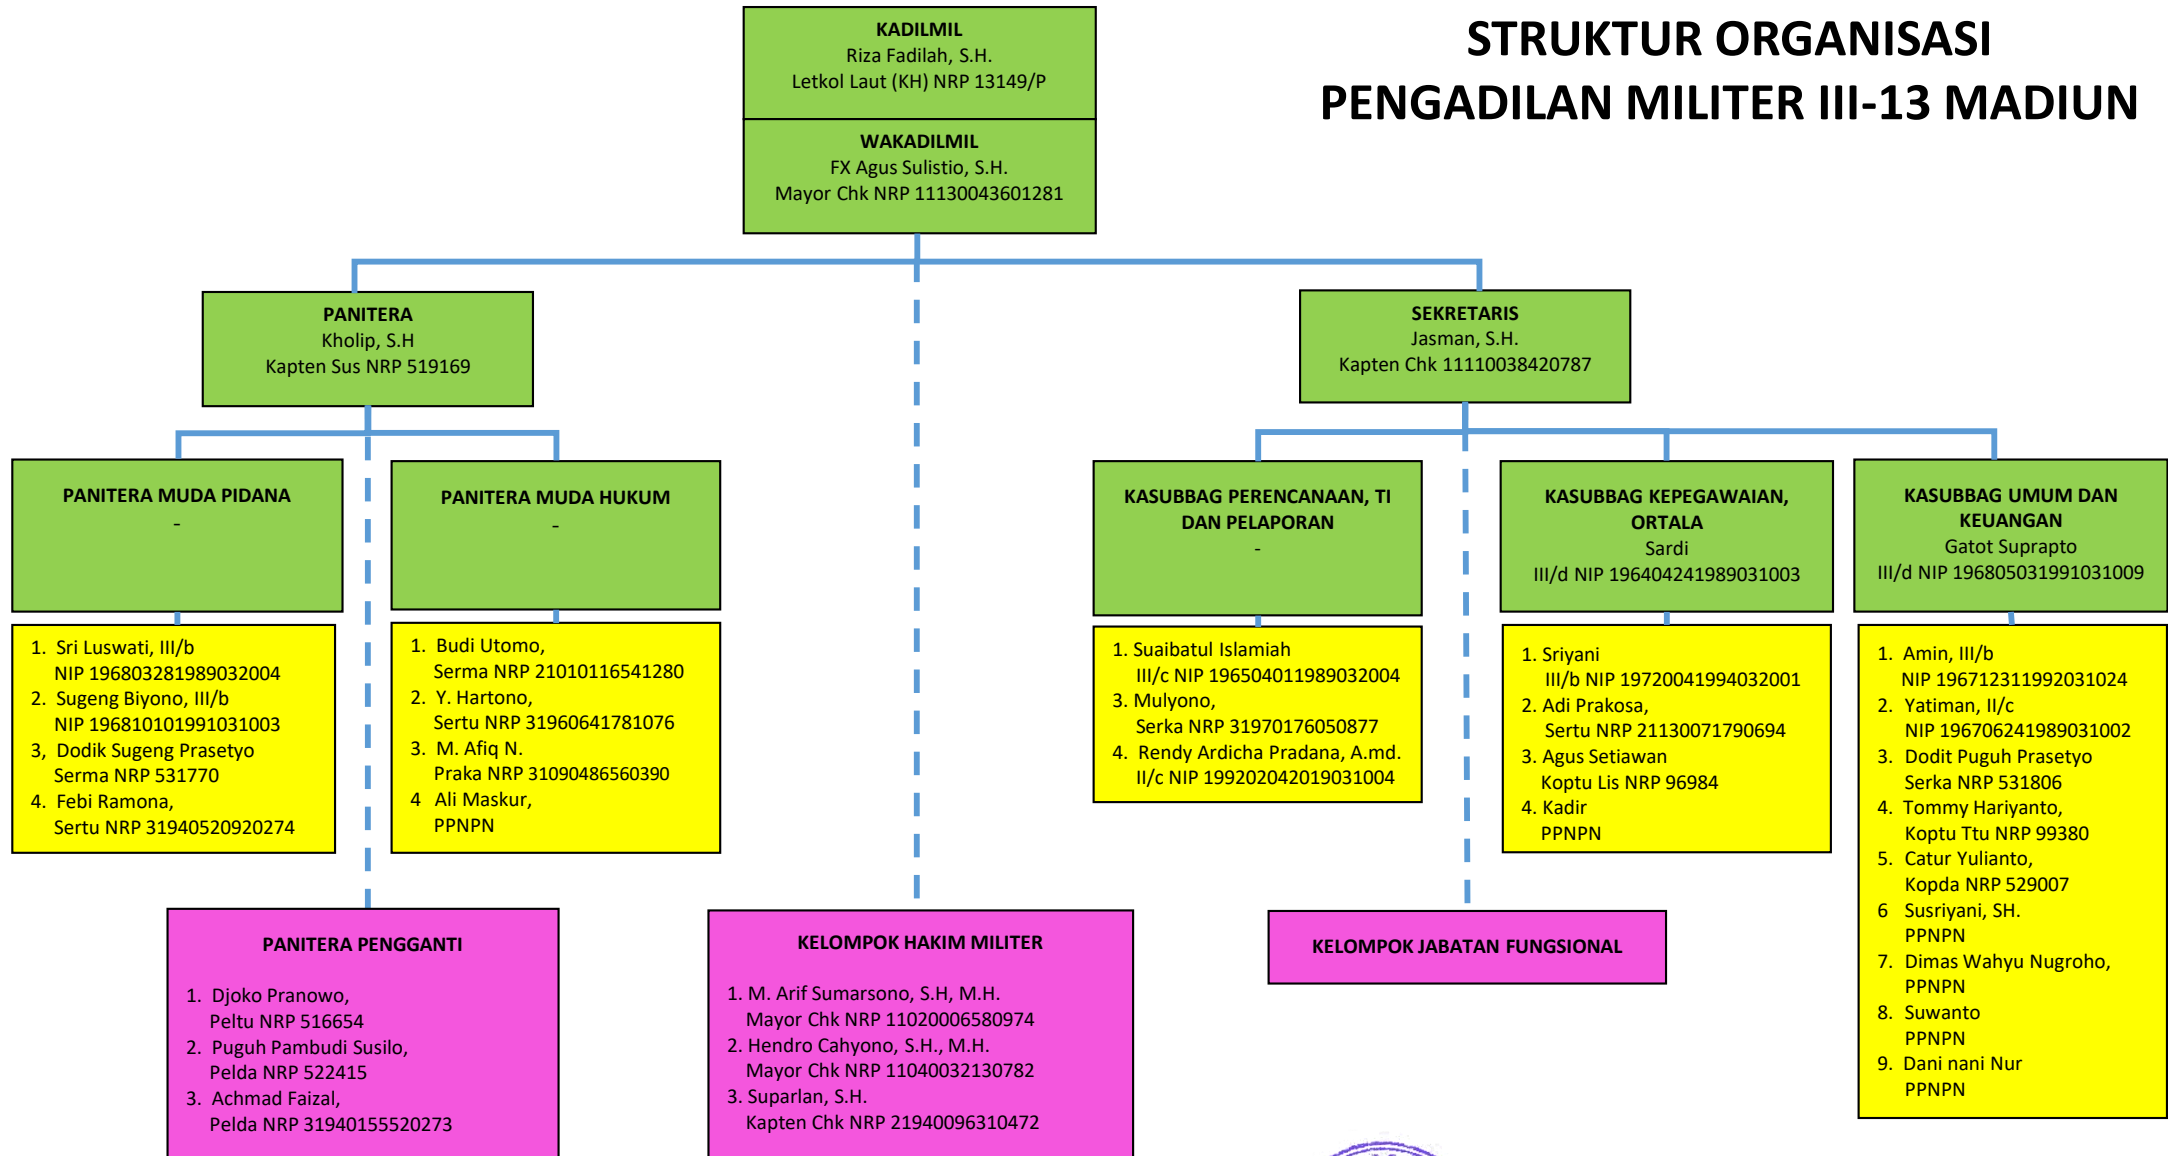 STRUKTUR ORGANISASI
PENGADILAN MILITER III-13 MADIUN
KADILMIL
Riza Fadilah, S.H.
Letkol Laut (KH) NRP 13149/P
WAKADILMIL
FX Agus Sulistio, S.H.
Mayor Chk NRP 11130043601281
PANITERA
Kholip, S.H
Kapten Sus NRP 519169
SEKRETARIS
Jasman, S.H.
Kapten Chk 11110038420787
PANITERA MUDA PIDANA
-
PANITERA MUDA HUKUM
-
KASUBBAG PERENCANAAN, TI
DAN PELAPORAN
-
KASUBBAG KEPEGAWAIAN,
ORTALA
Sardi
III/d NIP 196404241989031003
KASUBBAG UMUM DAN
KEUANGAN
Gatot Suprapto
III/d NIP 196805031991031009
1. Sri Luswati, III/b
NIP 196803281989032004
2. Sugeng Biyono, III/b
NIP 196810101991031003
3, Dodik Sugeng Prasetyo
Serma NRP 531770
4. Febi Ramona,
Sertu NRP 31940520920274
1. Budi Utomo,
Serma NRP 21010116541280
2. Y. Hartono,
Sertu NRP 31960641781076
3. M. Afiq N.
Praka NRP 31090486560390
4 Ali Maskur,
PPNPN
1. Suaibatul Islamiah
III/c NIP 196504011989032004
3. Mulyono,
Serka NRP 31970176050877
4. Rendy Ardicha Pradana, A.md.
II/c NIP 199202042019031004
1. Sriyani
III/b NIP 19720041994032001
2. Adi Prakosa,
Sertu NRP 21130071790694
3. Agus Setiawan
Koptu Lis NRP 96984
4. Kadir
PPNPN
1. Amin, III/b
NIP 196712311992031024
2. Yatiman, II/c
NIP 196706241989031002
3. Dodit Puguh Prasetyo
Serka NRP 531806
4. Tommy Hariyanto,
Koptu Ttu NRP 99380
5. Catur Yulianto,
Kopda NRP 529007
6 Susriyani, SH.
PPNPN
7. Dimas Wahyu Nugroho,
PPNPN
8. Suwanto
PPNPN
9. Dani nani Nur
PPNPN
PANITERA PENGGANTI
1. Djoko Pranowo,
Peltu NRP 516654
2. Puguh Pambudi Susilo,
Pelda NRP 522415
3. Achmad Faizal,
Pelda NRP 31940155520273
KELOMPOK HAKIM MILITER
1. M. Arif Sumarsono, S.H, M.H.
Mayor Chk NRP 11020006580974
2. Hendro Cahyono, S.H., M.H.
Mayor Chk NRP 11040032130782
3. Suparlan, S.H.
Kapten Chk NRP 21940096310472
KELOMPOK JABATAN FUNGSIONAL